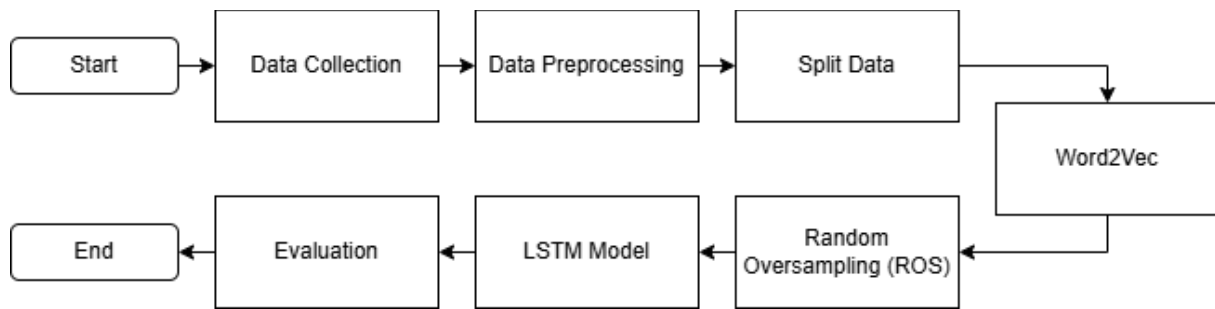 Start
Data Collection
Data Preprocessing
Split Data
Word2Vec
Random
Oversampling (ROS)
LSTM Model
Evaluation
End